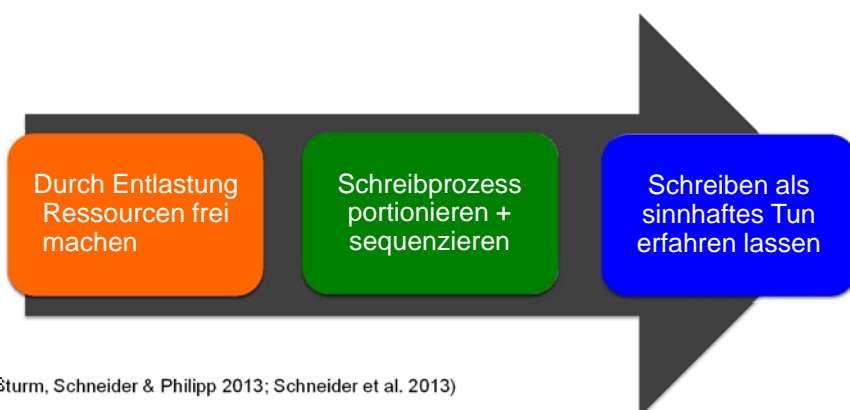 Durch Entlastung
Ressourcen frei
machen
Schreibprozess
portionieren +
sequenzieren
Schreiben als
sinnhaftes Tun
erfahren lassen
Sturm, Schneider & Philipp 2013; Schneider et al. 2013)